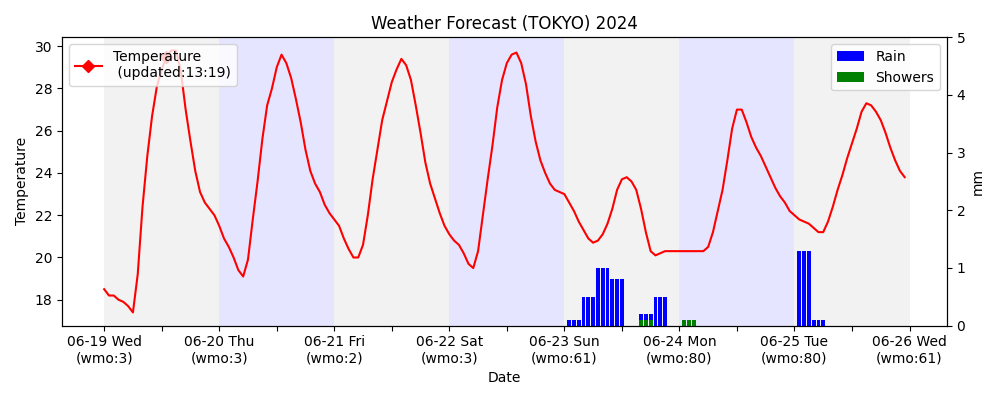 Weather Forecast (TOKYO) 2024
Temperature
(updated:13:19)
Rain
Showers
30
28
26
24
22
20
18
Temperature
5
4
3
2
1
0
mm
06-19 Wed
(wmo:3)
06-20 Thu
(wmo:3)
06-21 Fri
(wmo:2)
06-22 Sat
(wmo:3)
06-23 Sun
(wmo:61)
06-24 Mon
(wmo:80)
06-25 Tue
(wmo:80)
06-26 Wed
(wmo:61)
Date